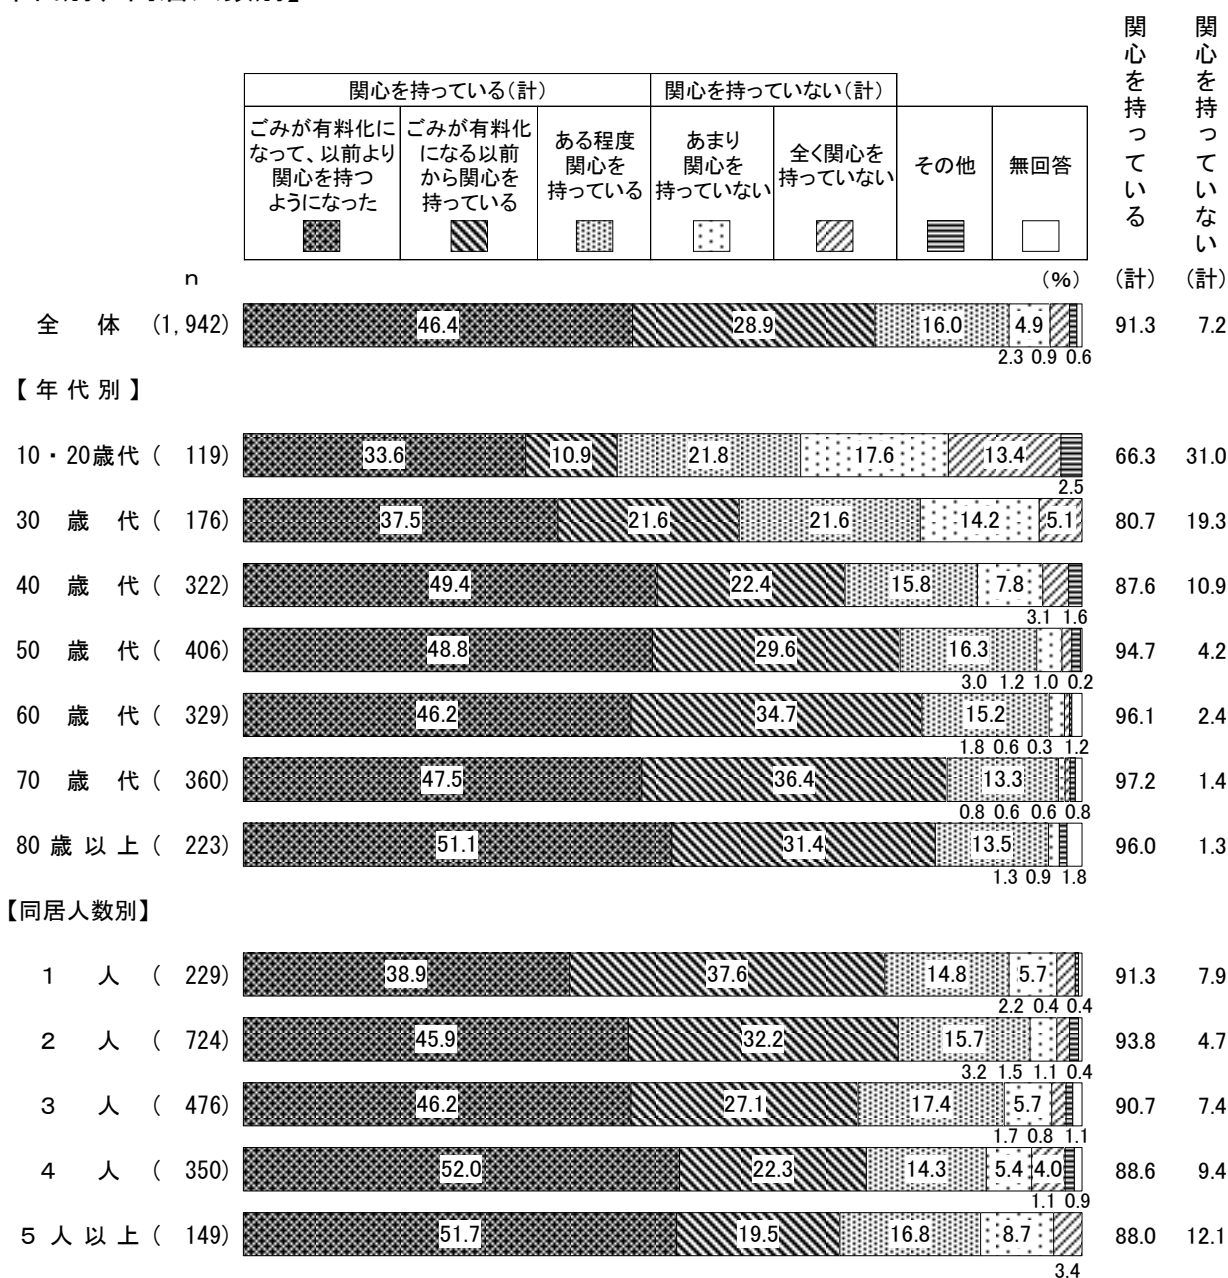 関心を持っている
関心を持っていない
関心を持っている（計）
関心を持っていない（計）
ごみが有料化に
なって、以前より
関心を持つ
ようになった
ごみが有料化
になる以前
から関心を
持っている
ある程度
関心を
持っている
あまり
関心を
持っていない
全く関心を
持っていない
その他
無回答
n
(%)
(計)
(計)
全 体 (1,942) 46.4 28.9 16.0 4.9 91.3 7.2
2.3 0.9 0.6
【年代別】
10・20歳代 ( 119) 33.6 10.9 21.8 17.6 13.4 66.3 31.0
2.5
30 歳 代 ( 176) 37.5 21.6 21.6 14.2 5.1 80.7 19.3
40 歳 代 ( 322) 49.4 22.4 15.8 7.8 87.6 10.9
3.1 1.6
50 歳 代 ( 406) 48.8 29.6 16.3 94.7 4.2
3.0 1.2 1.0 0.2
60 歳 代 ( 329) 46.2 34.7 15.2 96.1 2.4
1.8 0.6 0.3 1.2
70 歳 代 ( 360) 47.5 36.4 13.3 97.2 1.4
0.8 0.6 0.6 0.8
80 歳 以 上 ( 223) 51.1 31.4 13.5 96.0 1.3
1.3 0.9 1.8
【同居人数別】
1 人 ( 229) 38.9 37.6 14.8 5.7 91.3 7.9
2.2 0.4 0.4
2 人 ( 724) 45.9 32.2 15.7 93.8 4.7
3.2 1.5 1.1 0.4
3 人 ( 476) 46.2 27.1 17.4 5.7 90.7 7.4
1.7 0.8 1.1
4 人 ( 350) 52.0 22.3 14.3 5.4 4.0 88.6 9.4
1.1 0.9
5 人 以 上 ( 149) 51.7 19.5 16.8 8.7 88.0 12.1
3.4